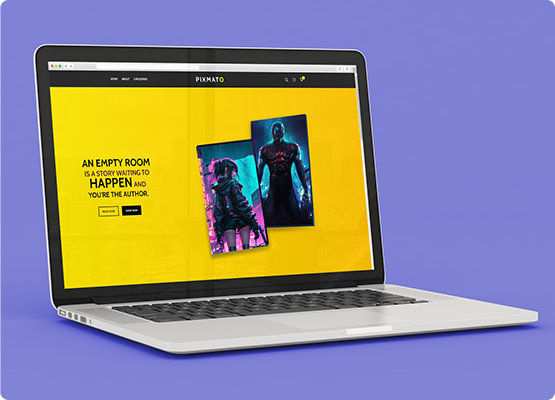 HOME ABOUT CATEGORIES PIXMATO
AN EMPTY ROOM
IS A STORY WAITING TO
HAPPEN AND
YOU'RE THE AUTHOR.
READ MORE SHOP NOW